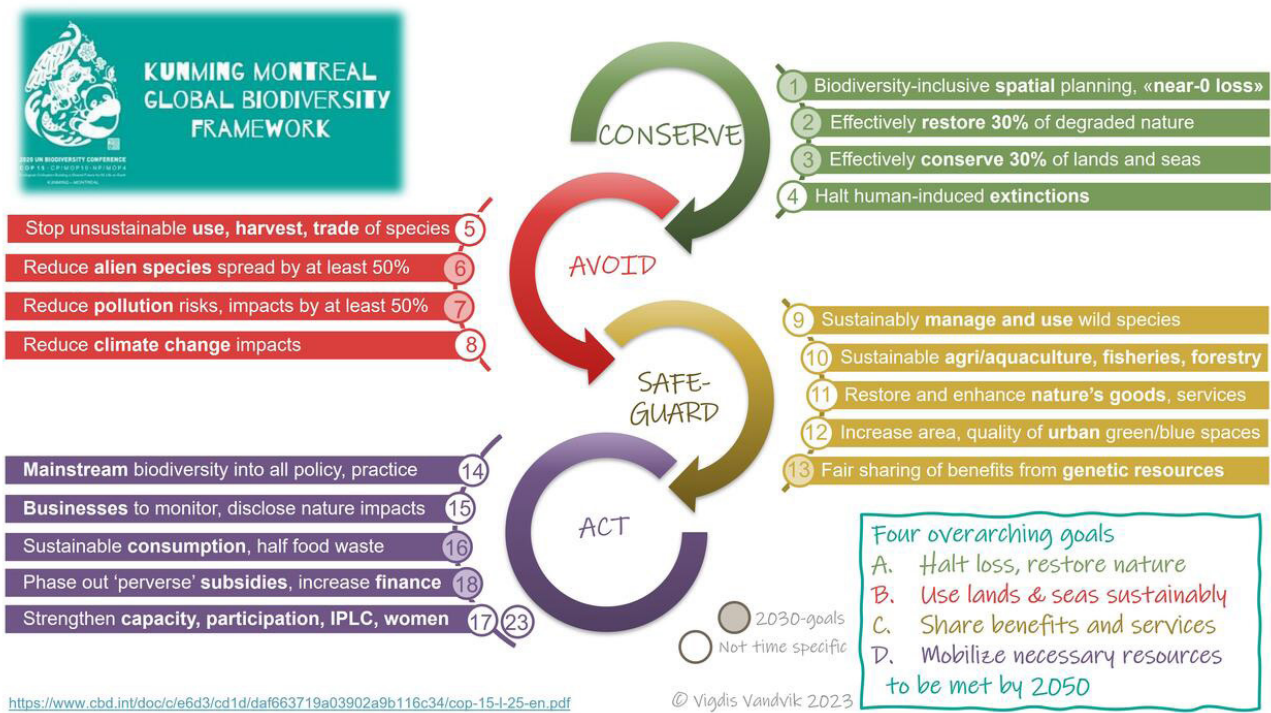 KUNMING MONTREAL
GLOBAL BIODIVERSITY
FRAMEWORK
2020 UN BIODIVERSITY CONFERENCE
KUNMING – MONTREAL
CONSERVE
1 Biodiversity-inclusive spatial planning, «near-0 loss»
2 Effectively restore 30% of degraded nature
3 Effectively conserve 30% of lands and seas
4 Halt human-induced extinctions
AVOID
Stop unsustainable use, harvest, trade of species 5
Reduce alien species spread by at least 50% 6
Reduce pollution risks, impacts by at least 50% 7
Reduce climate change impacts 8
SAFE-
GUARD
9 Sustainably manage and use wild species
10 Sustainable agri/aquaculture, fisheries, forestry
11 Restore and enhance nature's goods, services
12 Increase area, quality of urban green/blue spaces
13 Fair sharing of benefits from genetic resources
ACT
Mainstream biodiversity into all policy, practice 14
Businesses to monitor, disclose nature impacts 15
Sustainable consumption, half food waste 16
Phase out 'perverse' subsidies, increase finance 18
Strengthen capacity, participation, IPLC, women 17 23
2030-goals
Not time specific
Four overarching goals
A. Halt loss, restore nature
B. Use lands & seas sustainably
C. Share benefits and services
D. Mobilize necessary resources
to be met by 2050
https://www.cbd.int/doc/c/e6d3/cd1d/daf663719a03902a9b116c34/cop-15-l-25-en.pdf
© Vigdis Vandvik 2023